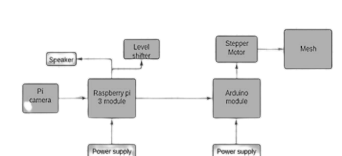 Level
shifter
Stepper
Motor
Mesh
Speaker
Pi
camera
Raspberry pi
3 module
Arduino
module
Power supply
Power supply